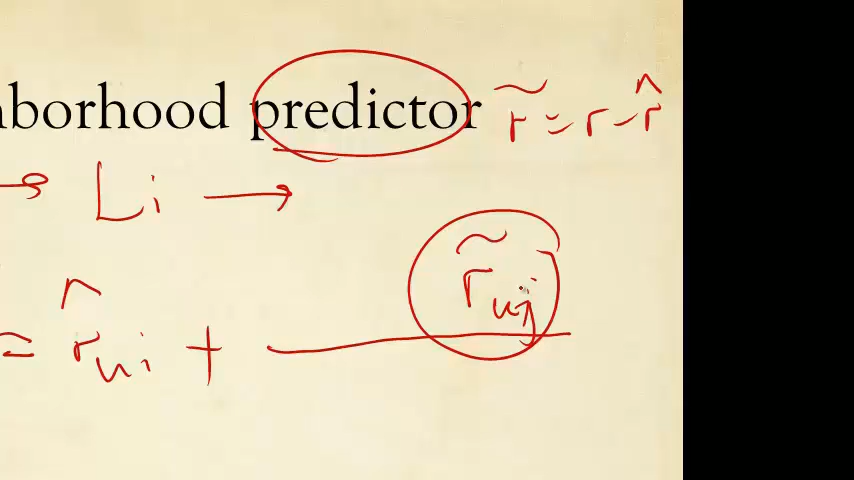 nborhood predictor r̃ = r - r̂
→ Li →
r̃uj
= r̂ui +